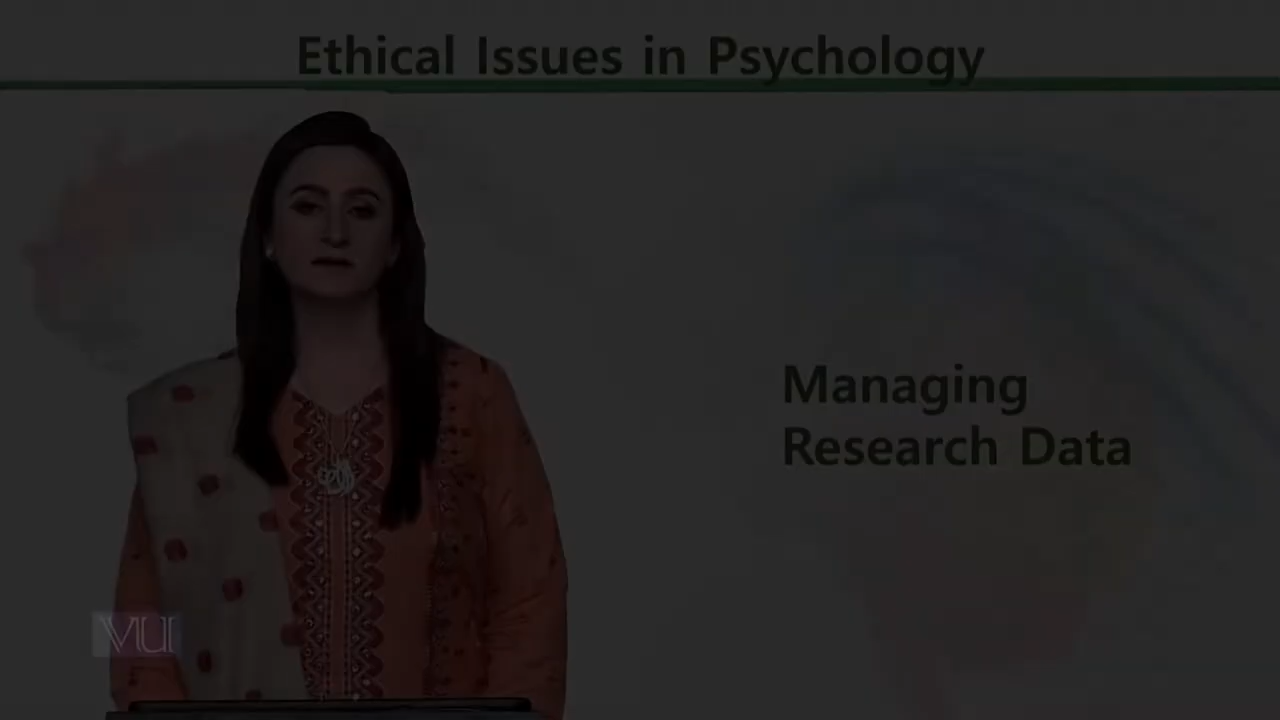 Ethical Issues in Psychology
Managing
Research Data
VU